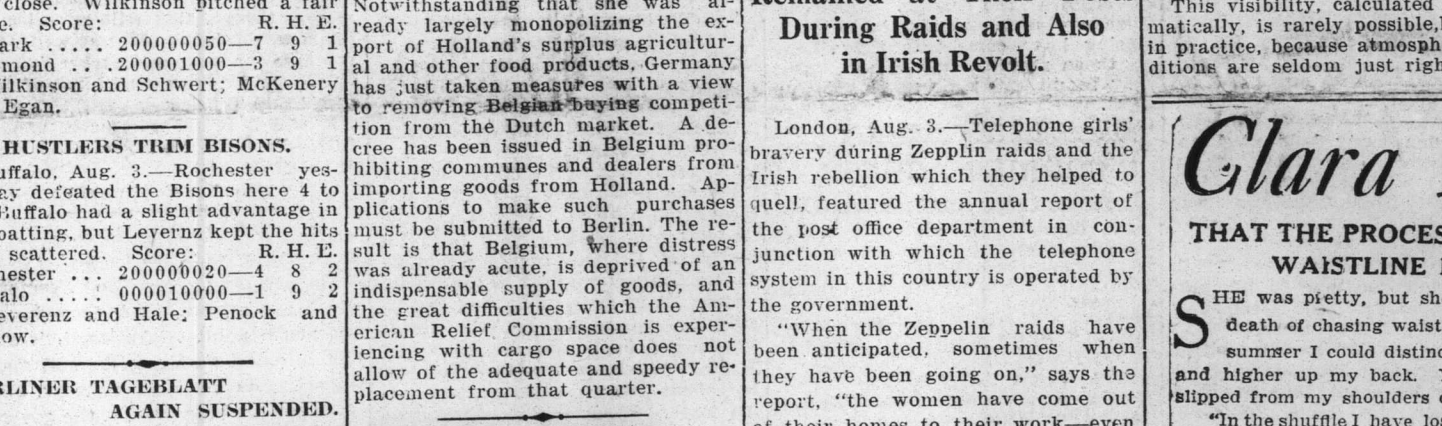 close. Wilkinson pitched a fair
Score: R. H. E.
ark ..... 200000050—7 9 1
mond ... .200001000—3 9 1
ilkinson and Schwert; McKenery
Egan.
HUSTLERS TRIM BISONS.
uffalo, Aug. 3.—Rochester yes-
ay defeated the Bisons here 4 to
Buffalo had a slight advantage in
batting, but Levernz kept the hits
scattered. Score: R. H. E.
hester ... 200000020—4 8 2
alo ..... 000010000—1 9 2
everenz and Hale; Penock and
ow.
RLINER TAGEBLATT
AGAIN SUSPENDED.
Notwithstanding that she was al-
ready largely monopolizing the ex-
port of Holland's surplus agricultur-
al and other food products, Germany
has just taken measures with a view
to removing Belgian buying competi-
tion from the Dutch market. A de-
cree has been issued in Belgium pro-
hibiting communes and dealers from
importing goods from Holland. Ap-
plications to make such purchases
must be submitted to Berlin. The re-
sult is that Belgium, where distress
was already acute, is deprived of an
indispensable supply of goods, and
the great difficulties which the Am-
erican Relief Commission is exper-
iencing with cargo space does not
allow of the adequate and speedy re-
placement from that quarter.
During Raids and Also
in Irish Revolt.
London, Aug. 3.—Telephone girls'
bravery during Zepplin raids and the
Irish rebellion which they helped to
quell, featured the annual report of
the post office department in con-
junction with which the telephone
system in this country is operated by
the government.
"When the Zeppelin raids have
been anticipated, sometimes when
they have been going on," says the
report, "the women have come out
of their homes to their work—even
This visibility, calculated
matically, is rarely possible,
in practice, because atmosph
ditions are seldom just righ
Clara
THAT THE PROCES
WAISTLINE
SHE was pretty, but sh
death of chasing waist
summer I could distinc
and higher up my back.
slipped from my shoulders
"In the shuffle I have los